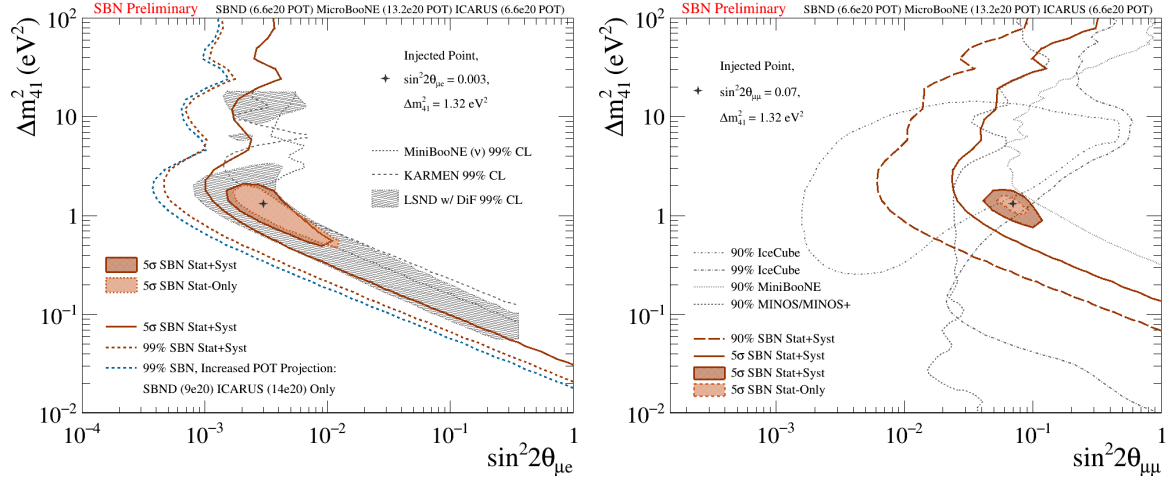 SBN Preliminary SBND (6.6e20 POT) MicroBooNE (13.2e20 POT) ICARUS (6.6e20 POT)
10²
10
1
10⁻¹
10⁻²
Δm²₄₁ (eV²)
Injected Point,
sin²2θμe = 0.003,
Δm²₄₁ = 1.32 eV²
MiniBooNE (ν) 99% CL
KARMEN 99% CL
LSND w/ DiF 99% CL
5σ SBN Stat+Syst
5σ SBN Stat-Only
5σ SBN Stat+Syst
99% SBN Stat+Syst
99% SBN, Increased POT Projection:
SBND (9e20) ICARUS (14e20) Only
10⁻⁴ 10⁻³ 10⁻² 10⁻¹ 1
sin²2θμe
SBN Preliminary SBND (6.6e20 POT) MicroBooNE (13.2e20 POT) ICARUS (6.6e20 POT)
10²
10
1
10⁻¹
10⁻²
Δm²₄₁ (eV²)
Injected Point,
sin²2θμμ = 0.07,
Δm²₄₁ = 1.32 eV²
90% IceCube
99% IceCube
90% MiniBooNE
90% MINOS/MINOS+
90% SBN Stat+Syst
5σ SBN Stat+Syst
5σ SBN Stat+Syst
5σ SBN Stat-Only
10⁻³ 10⁻² 10⁻¹ 1
sin²2θμμ